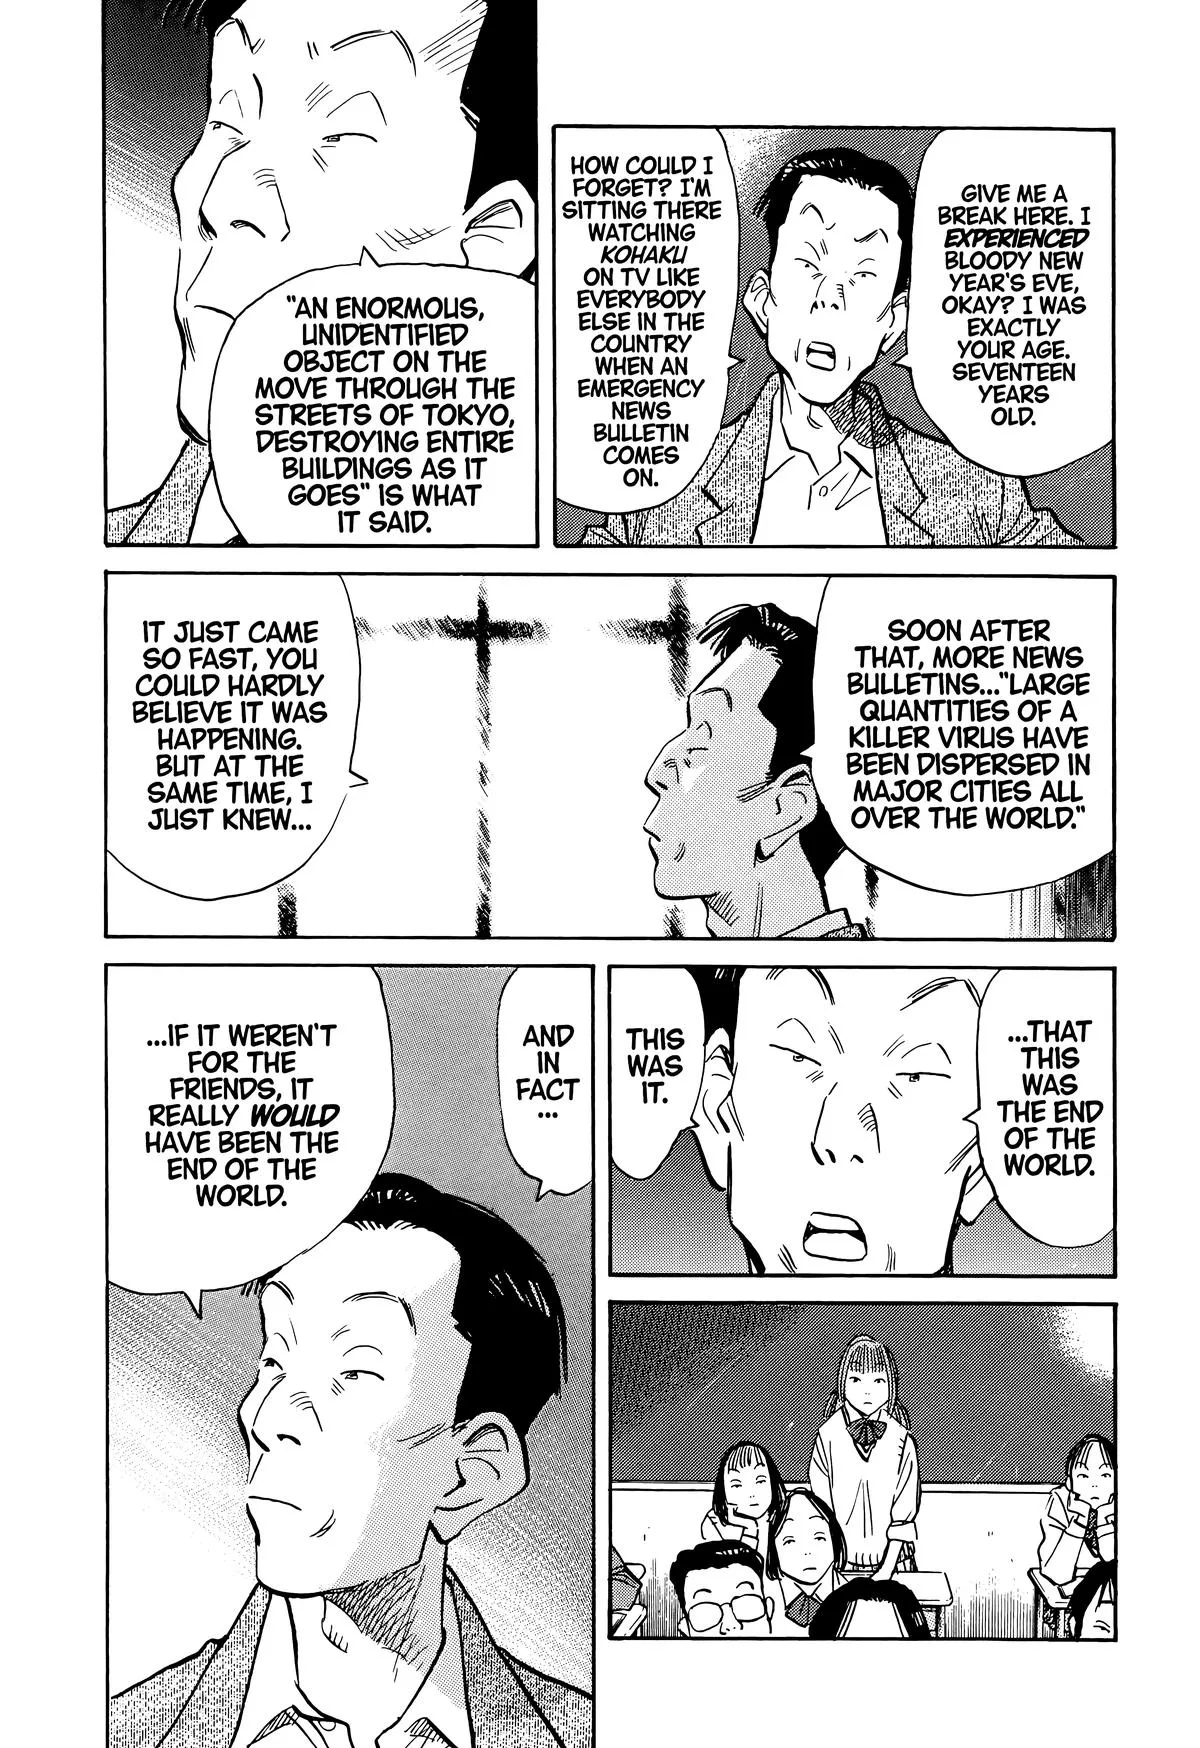 GIVE ME A
BREAK HERE. I
EXPERIENCED
BLOODY NEW
YEAR'S EVE,
OKAY? I WAS
EXACTLY
YOUR AGE.
SEVENTEEN
YEARS
OLD.
HOW COULD I
FORGET? I'M
SITTING THERE
WATCHING
KOHAKU
ON TV LIKE
EVERYBODY
ELSE IN THE
COUNTRY
WHEN AN
EMERGENCY
NEWS
BULLETIN
COMES
ON.
"AN ENORMOUS,
UNIDENTIFIED
OBJECT ON THE
MOVE THROUGH THE
STREETS OF TOKYO,
DESTROYING ENTIRE
BUILDINGS AS IT
GOES" IS WHAT
IT SAID.
SOON AFTER
THAT, MORE NEWS
BULLETINS..."LARGE
QUANTITIES OF A
KILLER VIRUS HAVE
BEEN DISPERSED IN
MAJOR CITIES ALL
OVER THE WORLD."
IT JUST CAME
SO FAST, YOU
COULD HARDLY
BELIEVE IT WAS
HAPPENING.
BUT AT THE
SAME TIME, I
JUST KNEW...
...THAT
THIS
WAS
THE END
OF THE
WORLD.
THIS
WAS
IT.
AND
IN
FACT
...
...IF IT WEREN'T
FOR THE
FRIENDS, IT
REALLY WOULD
HAVE BEEN THE
END OF THE
WORLD.